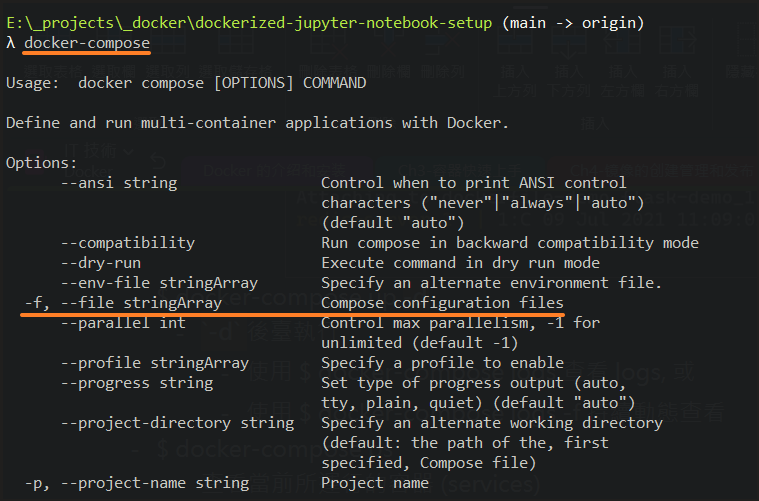 E:\_projects\_docker\dockerized-jupyter-notebook-setup (main -> origin)
λ docker-compose
Usage:  docker compose [OPTIONS] COMMAND
Define and run multi-container applications with Docker.
Options:
--ansi string Control when to print ANSI control
characters ("never"|"always"|"auto")
(default "auto")
--compatibility Run compose in backward compatibility mode
--dry-run Execute command in dry run mode
--env-file stringArray Specify an alternate environment file.
-f, --file stringArray Compose configuration files
--parallel int Control max parallelism, -1 for
unlimited (default -1)
--profile stringArray Specify a profile to enable
--progress string Set type of progress output (auto,
tty, plain, quiet) (default "auto")
--project-directory string Specify an alternate working directory
(default: the path of the, first
specified, Compose file)
-p, --project-name string Project name